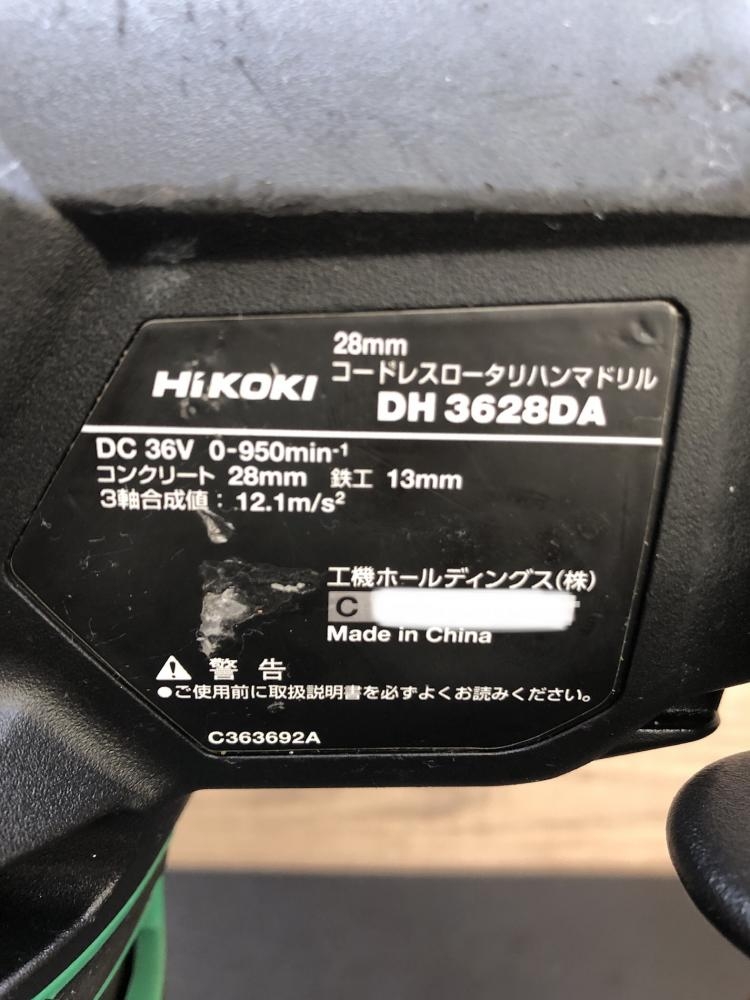 28mm
コードレスロータリハンマドリル
HiKOKI DH 3628DA
DC 36V 0-950min⁻¹
コンクリート 28mm 鉄工 13mm
3軸合成値：12.1m/s²
工機ホールディングス(株)
C
Made in China
⚠ 警告
●ご使用前に取扱説明書を必ずよくお読みください。
C363692A